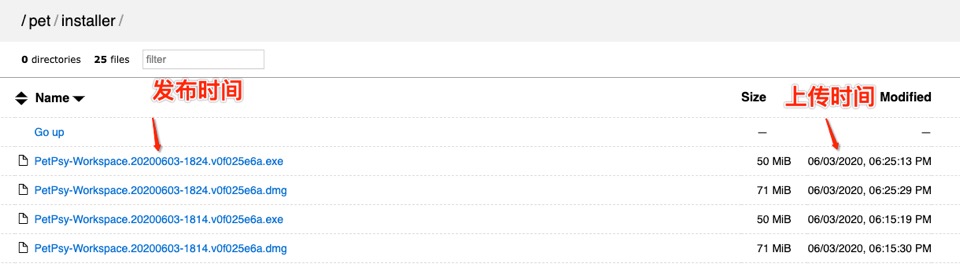 / pet / installer /
0 directories 25 files filter
发布时间 上传时间
Name Size Modified
Go up — —
PetPsy-Workspace.20200603-1824.v0f025e6a.exe 50 MiB 06/03/2020, 06:25:13 PM
PetPsy-Workspace.20200603-1824.v0f025e6a.dmg 71 MiB 06/03/2020, 06:25:29 PM
PetPsy-Workspace.20200603-1814.v0f025e6a.exe 50 MiB 06/03/2020, 06:15:19 PM
PetPsy-Workspace.20200603-1814.v0f025e6a.dmg 71 MiB 06/03/2020, 06:15:30 PM